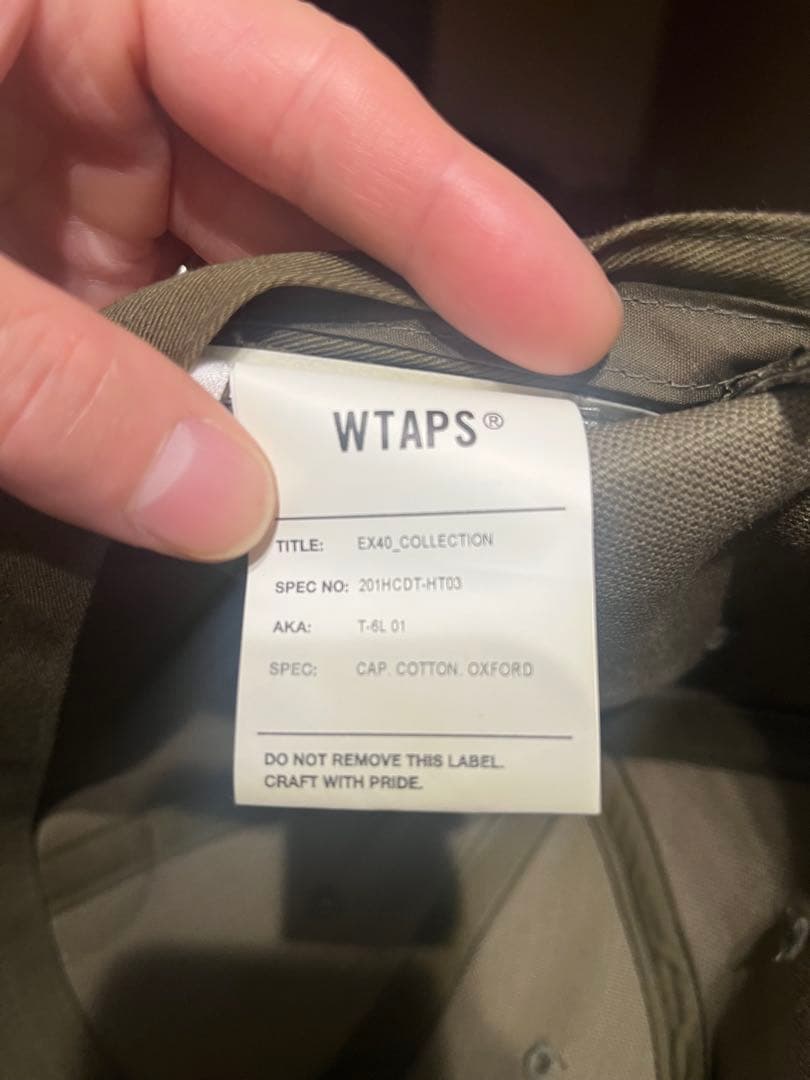 WTAPS®
TITLE: EX40_COLLECTION
SPEC NO: 201HCDT-HT03
AKA: T-6L 01
SPEC: CAP. COTTON. OXFORD
DO NOT REMOVE THIS LABEL.
CRAFT WITH PRIDE.